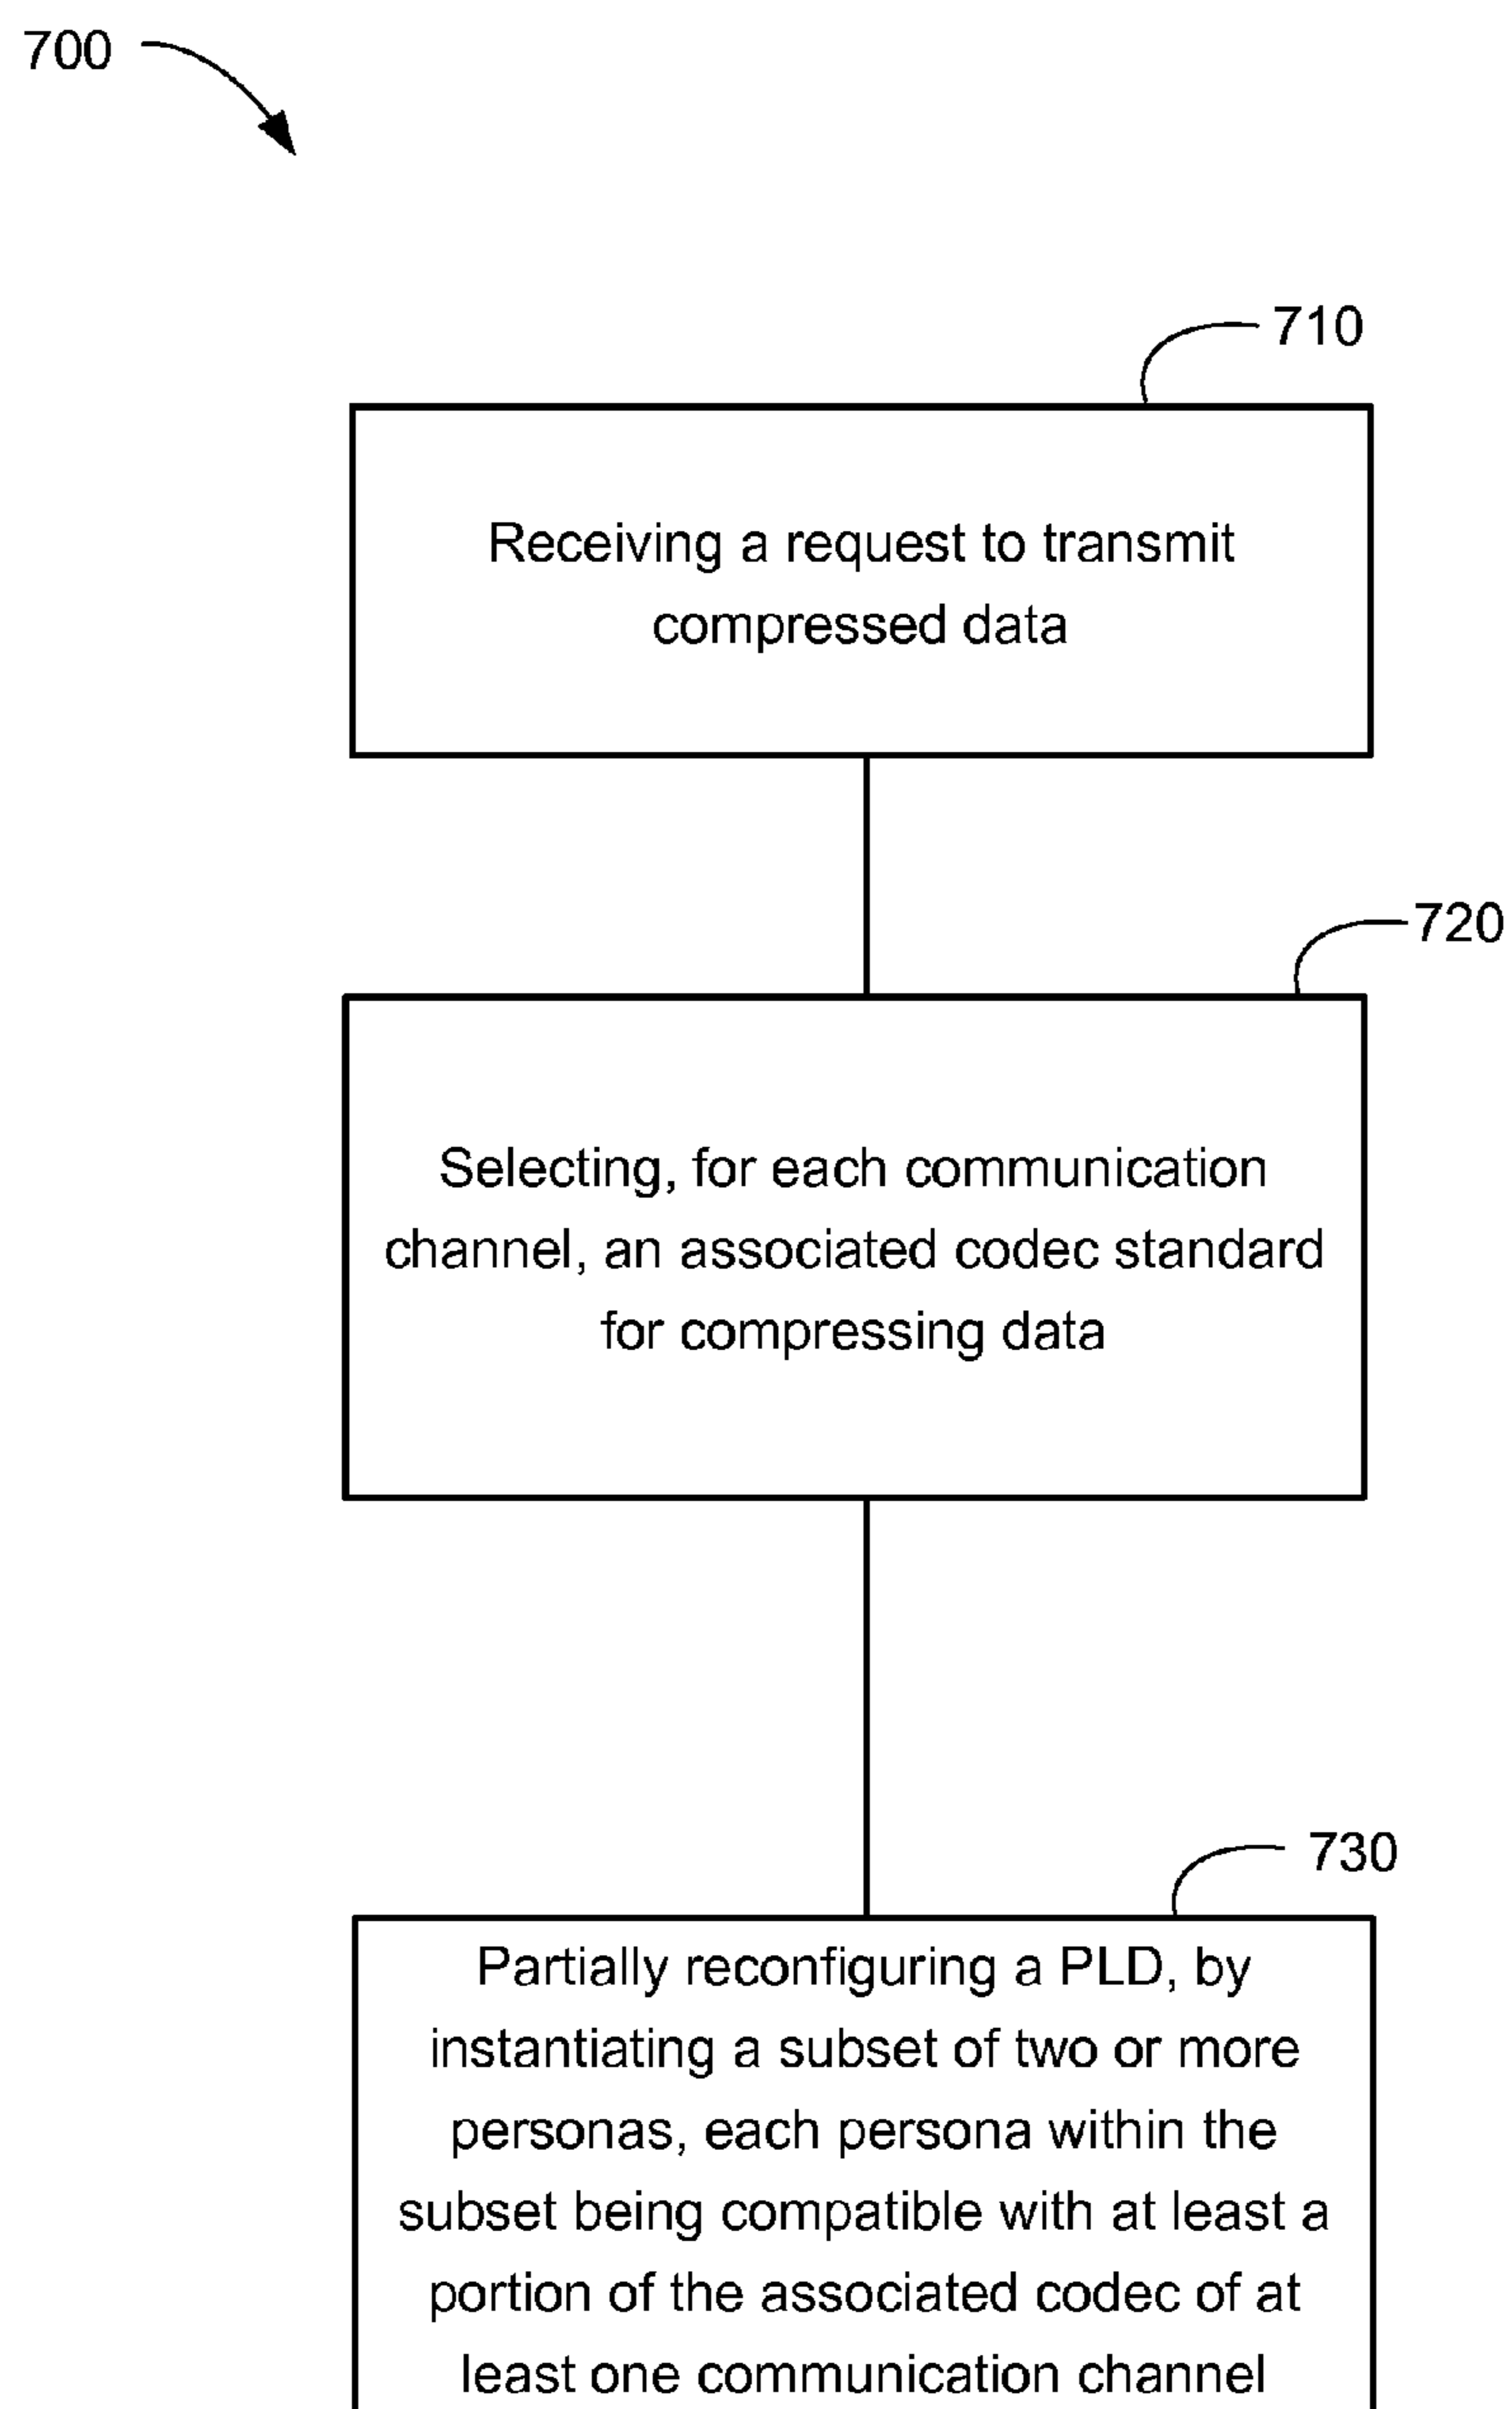 700
710
Receiving a request to transmit
compressed data
720
Selecting, for each communication
channel, an associated codec standard
for compressing data
730
Partially reconfiguring a PLD, by
instantiating a subset of two or more
personas, each persona within the
subset being compatible with at least a
portion of the associated codec of at
least one communication channel